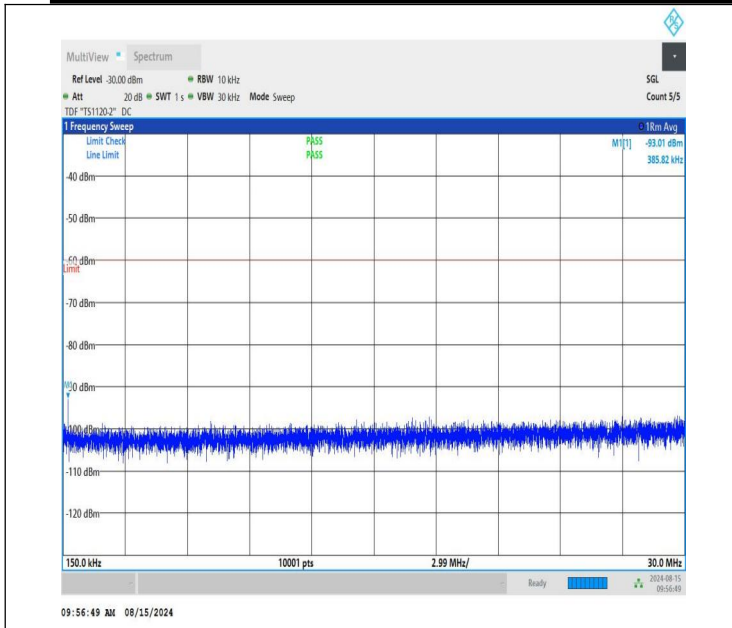 R S
MultiView Spectrum
Ref Level -30.00 dBm RBW 10 kHz SGL
Att 20 dB SWT 1 s VBW 30 kHz Mode Sweep Count 5/5
TDF "TS1120-2" DC
1 Frequency Sweep 1Rm Avg
Limit Check PASS M1[1] -93.01 dBm
Line Limit PASS 385.82 kHz
-40 dBm
-50 dBm
-60 dBm
Limit
-70 dBm
-80 dBm
M1
-90 dBm
-100 dBm
-110 dBm
-120 dBm
150.0 kHz 10001 pts 2.99 MHz/ 30.0 MHz
Ready 2024-08-15
09:56:49
09:56:49 AM 08/15/2024